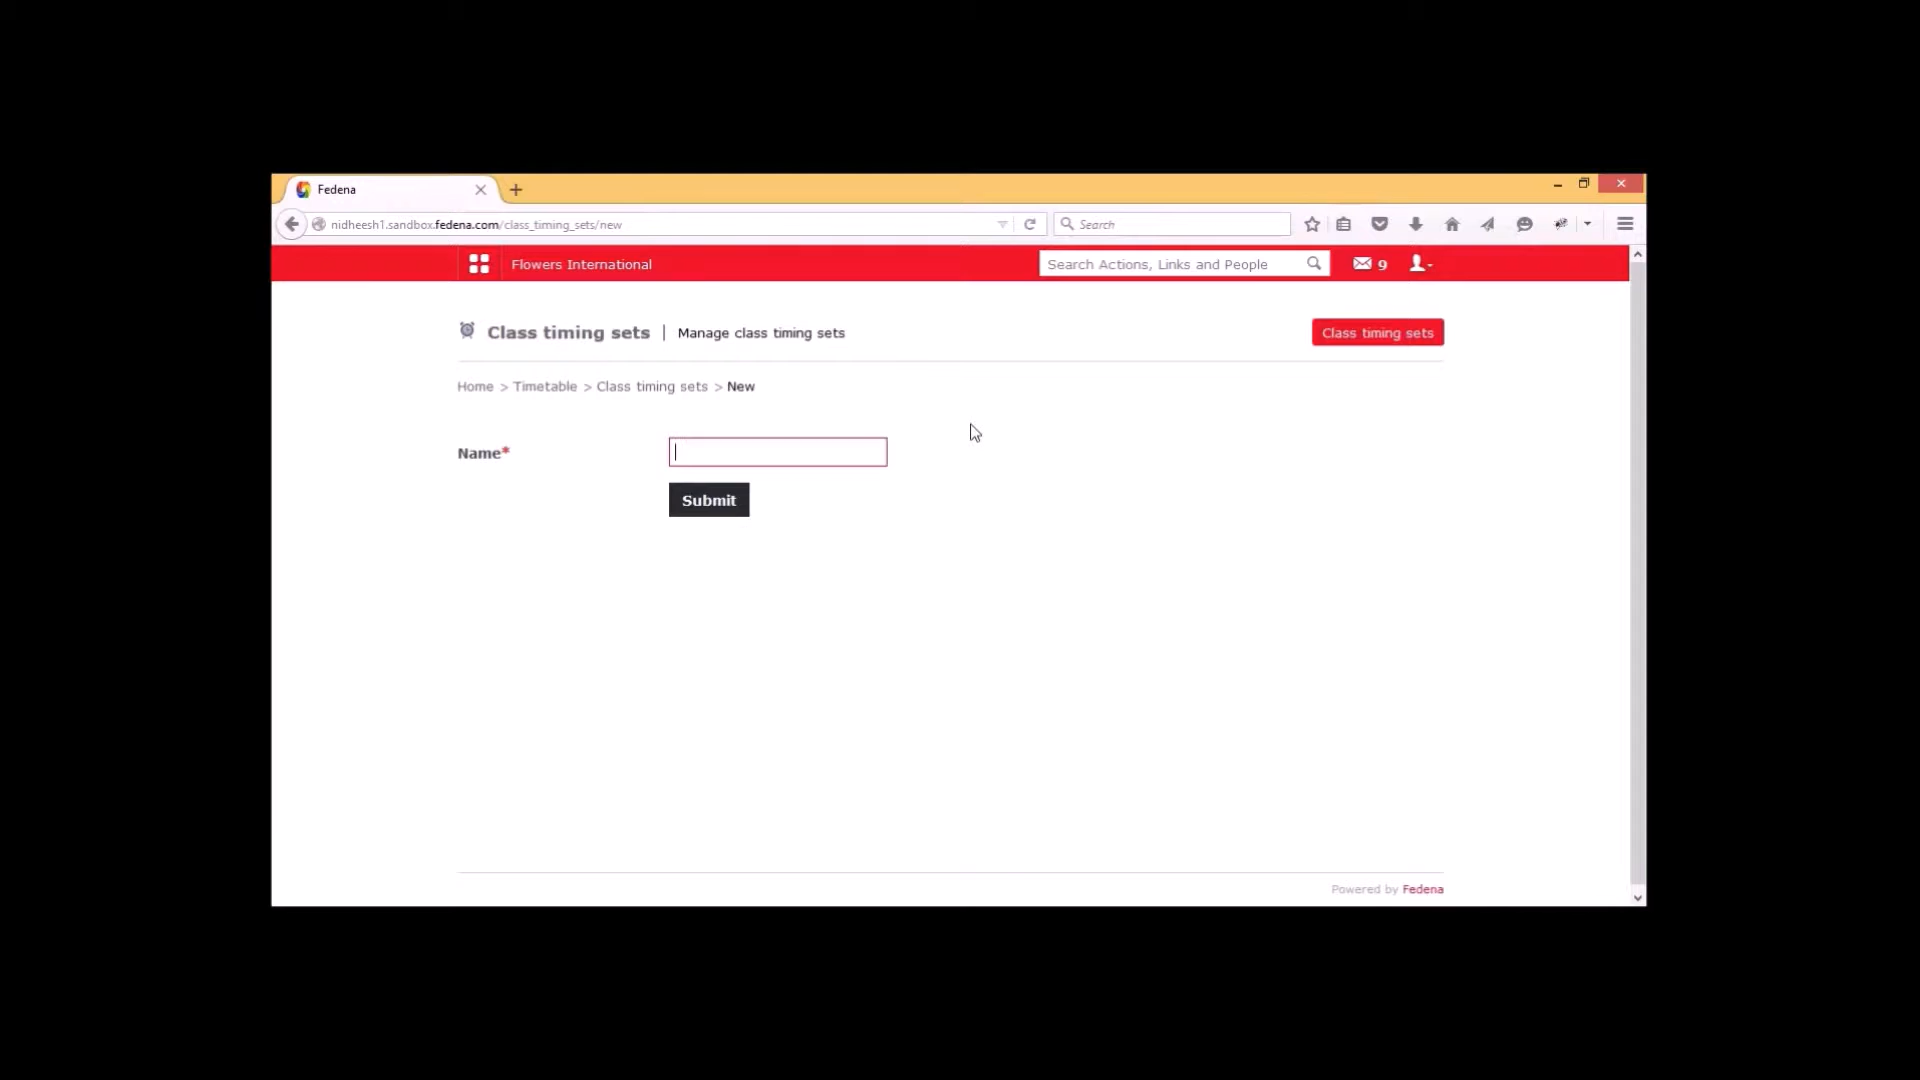 Fedena
nidheesh1.sandbox.fedena.com/class_timing_sets/new
Search
Flowers International
Search Actions, Links and People
9
Class timing sets | Manage class timing sets
Class timing sets
Home > Timetable > Class timing sets > New
Name*
Submit
Powered by Fedena